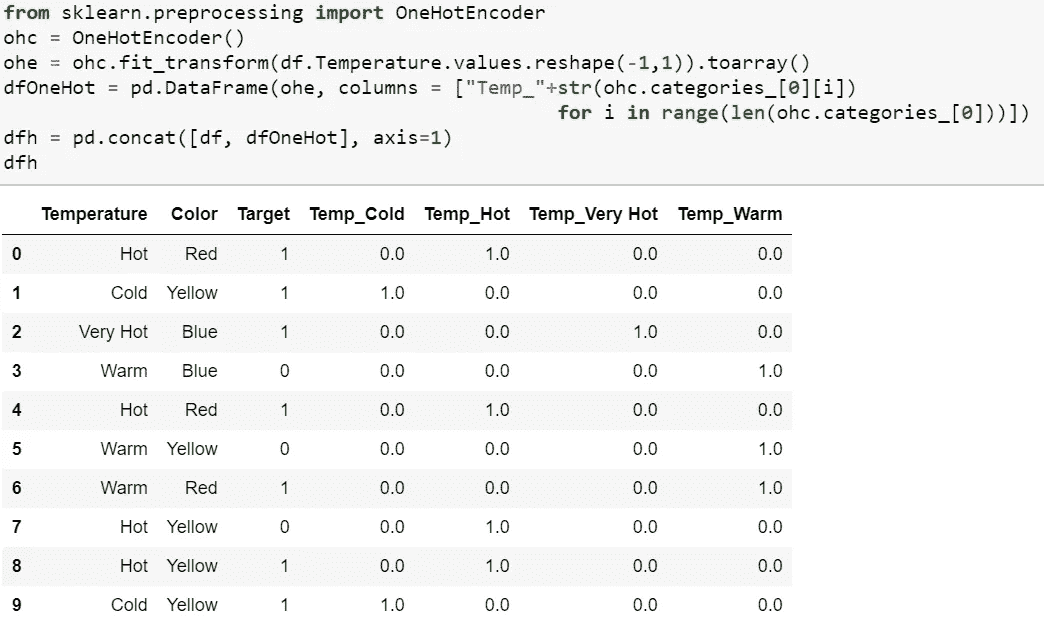 from sklearn.preprocessing import OneHotEncoder
ohc = OneHotEncoder()
ohe = ohc.fit_transform(df.Temperature.values.reshape(-1,1)).toarray()
dfOneHot = pd.DataFrame(ohe, columns = ["Temp_"+str(ohc.categories_[0][i])
for i in range(len(ohc.categories_[0]))])
dfh = pd.concat([df, dfOneHot], axis=1)
dfh
Temperature Color Target Temp_Cold Temp_Hot Temp_Very Hot Temp_Warm
0 Hot Red 1 0.0 1.0 0.0 0.0
1 Cold Yellow 1 1.0 0.0 0.0 0.0
2 Very Hot Blue 1 0.0 0.0 1.0 0.0
3 Warm Blue 0 0.0 0.0 0.0 1.0
4 Hot Red 1 0.0 1.0 0.0 0.0
5 Warm Yellow 0 0.0 0.0 0.0 1.0
6 Warm Red 1 0.0 0.0 0.0 1.0
7 Hot Yellow 0 0.0 1.0 0.0 0.0
8 Hot Yellow 1 0.0 1.0 0.0 0.0
9 Cold Yellow 1 1.0 0.0 0.0 0.0